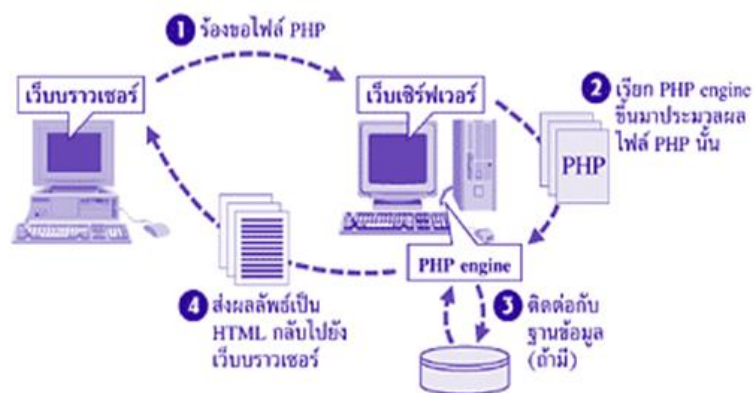 1 ร้องขอไฟล์ PHP
เว็บบราวเซอร์
เว็บเซิร์ฟเวอร์
2 เรียก PHP engine
ขึ้นมาประมวลผล
ไฟล์ PHP นั้น
PHP
PHP engine
3 ติดต่อกับ
ฐานข้อมูล
(ถ้ามี)
4 ส่งผลลัพธ์เป็น
HTML กลับไปยัง
เว็บบราวเซอร์